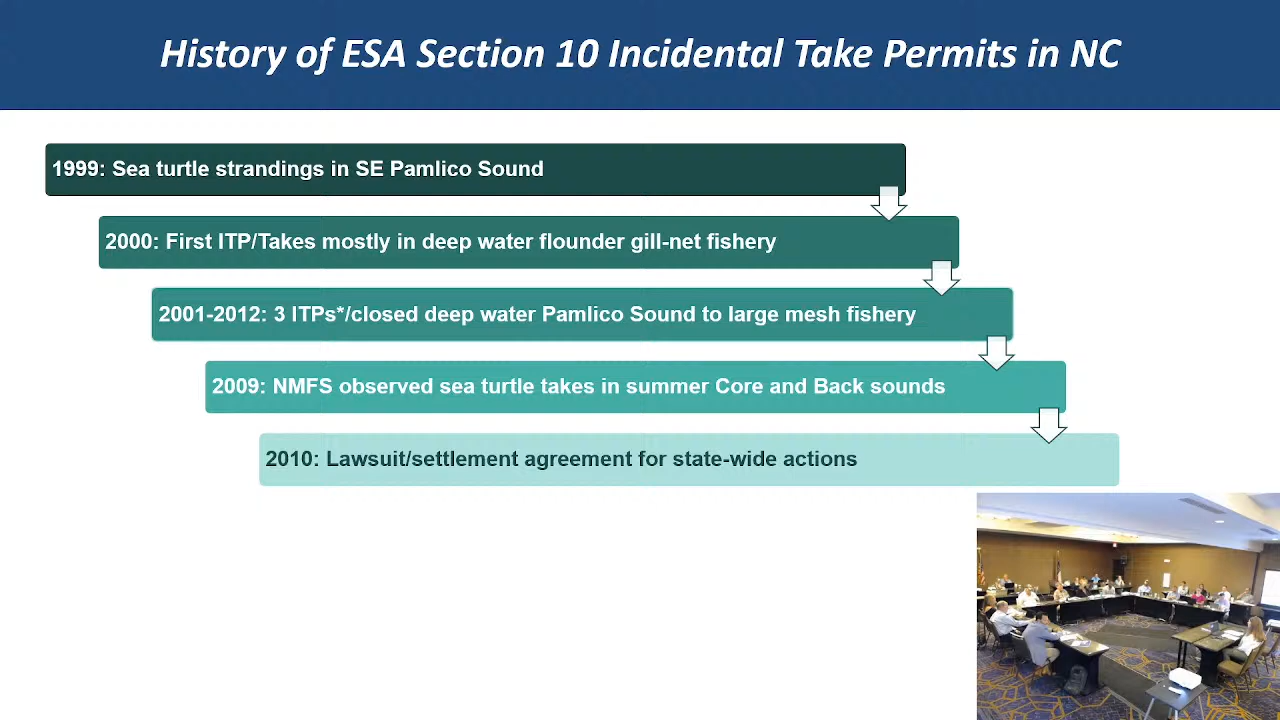 History of ESA Section 10 Incidental Take Permits in NC
1999: Sea turtle strandings in SE Pamlico Sound
2000: First ITP/Takes mostly in deep water flounder gill-net fishery
2001-2012: 3 ITPs*/closed deep water Pamlico Sound to large mesh fishery
2009: NMFS observed sea turtle takes in summer Core and Back sounds
2010: Lawsuit/settlement agreement for state-wide actions